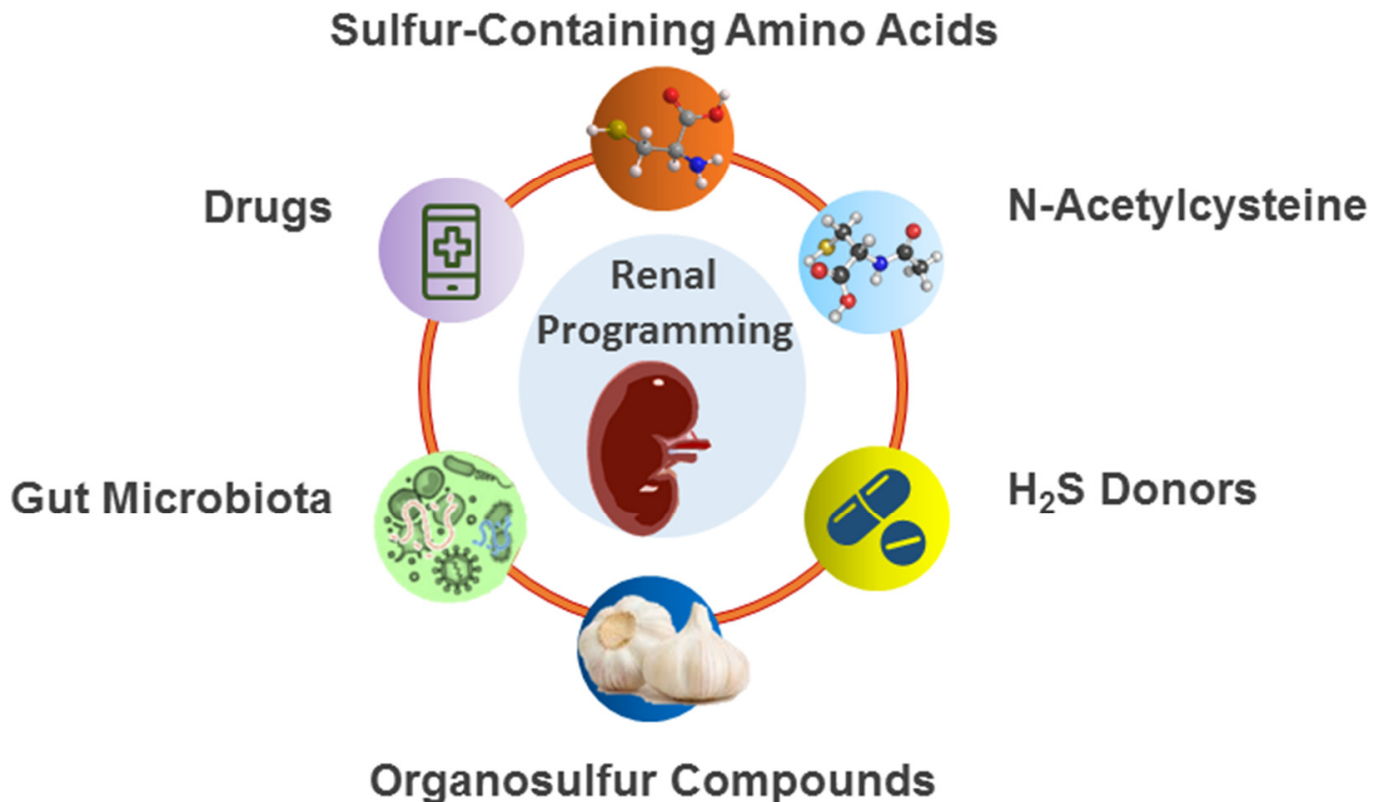 Sulfur-Containing Amino Acids
Drugs
N-Acetylcysteine
Renal
Programming
Gut Microbiota
H₂S Donors
Organosulfur Compounds